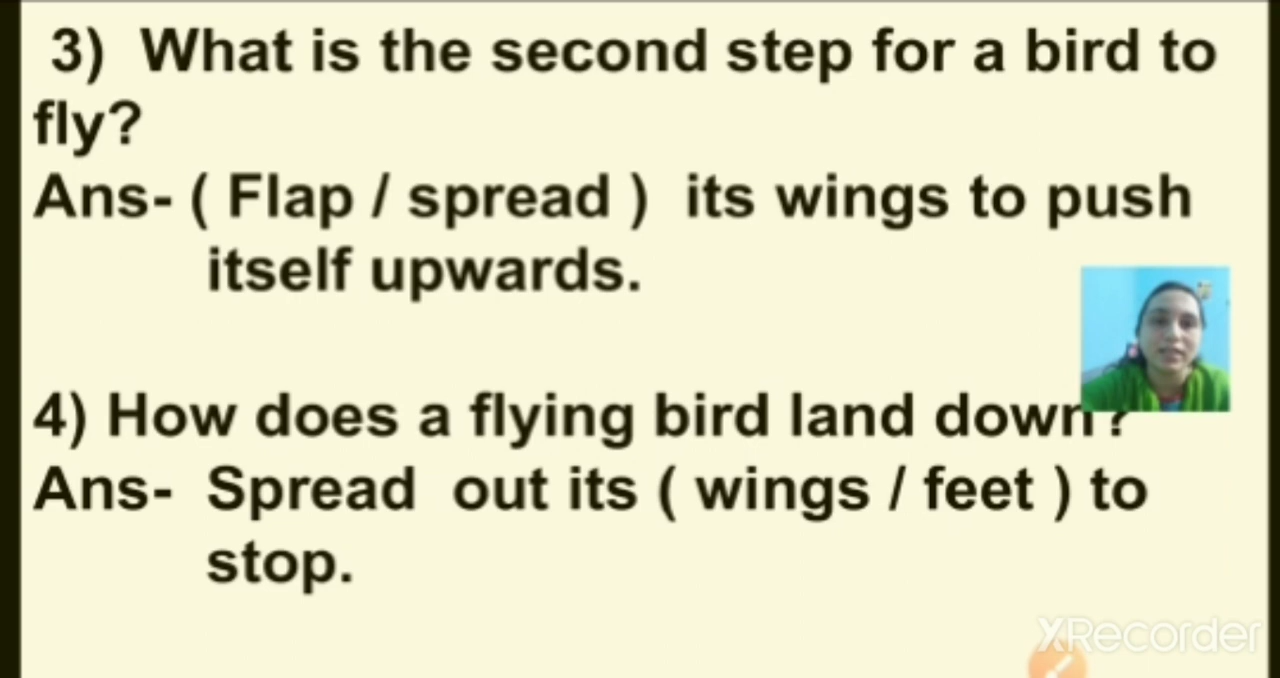 3) What is the second step for a bird to
fly?
Ans- ( Flap / spread ) its wings to push
itself upwards.
4) How does a flying bird land down?
Ans- Spread out its ( wings / feet ) to
stop.
XRecorder